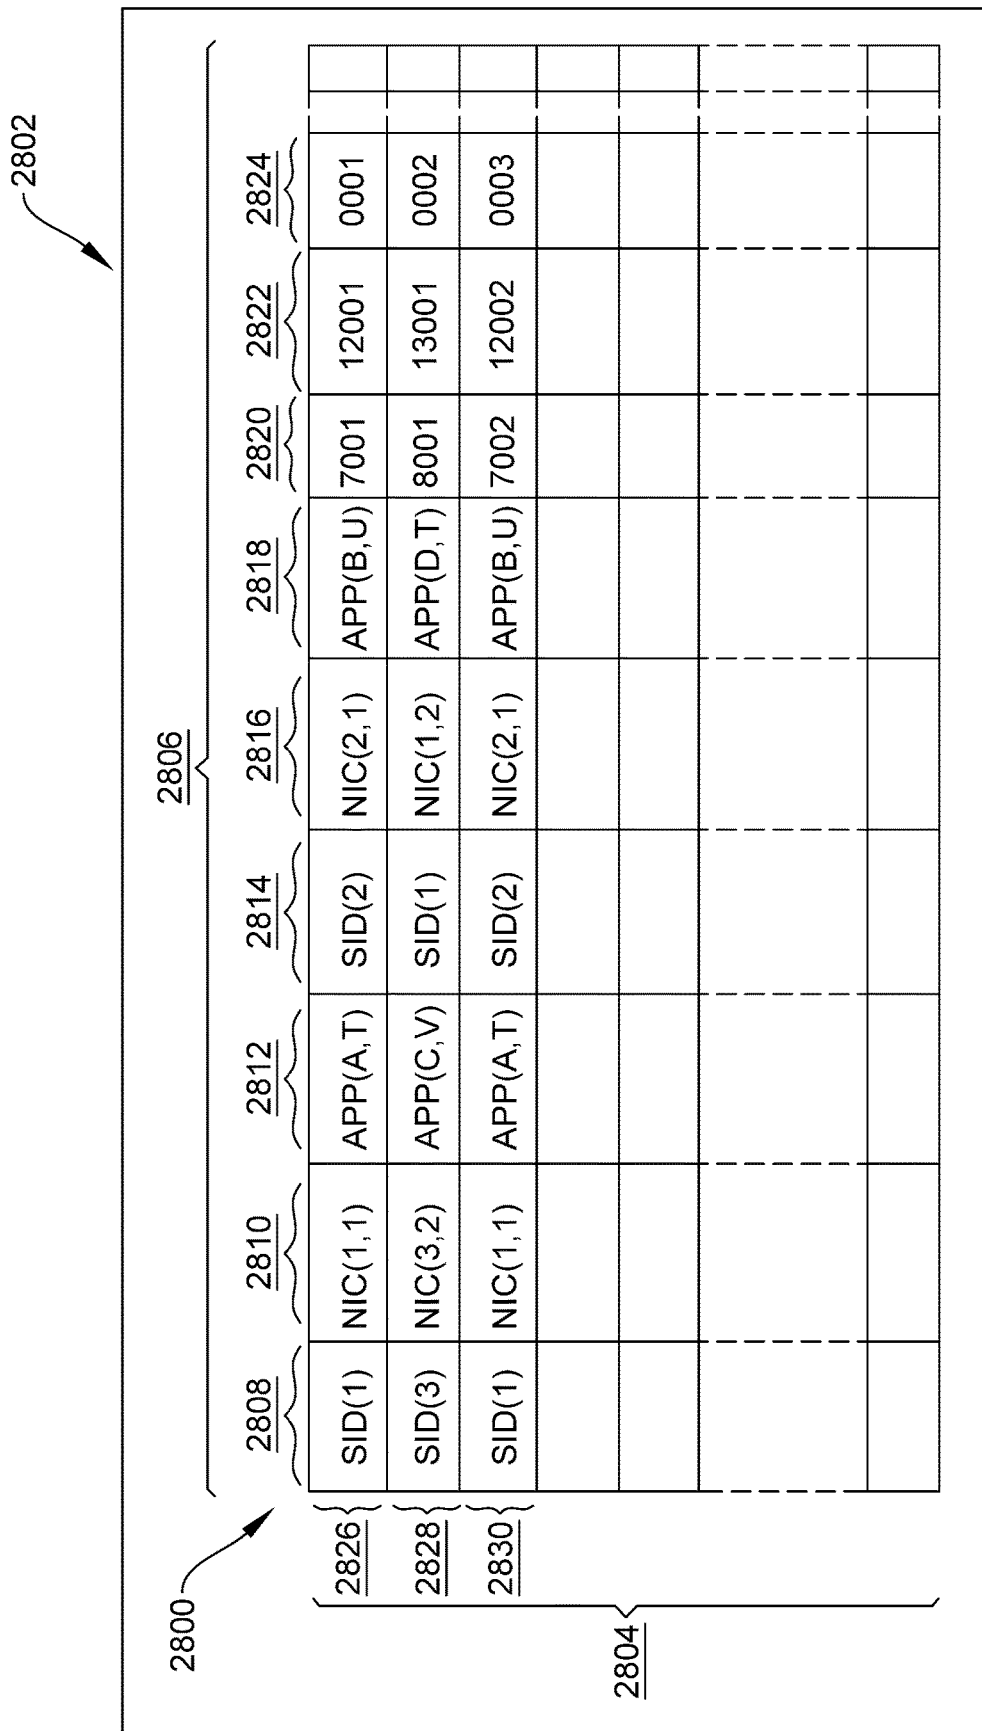 2802
2806
2800
2808 2810 2812 2814 2816 2818 2820 2822 2824
2826 SID(1) NIC(1,1) APP(A,T) SID(2) NIC(2,1) APP(B,U) 7001 12001 0001
2828 SID(3) NIC(3,2) APP(C,V) SID(1) NIC(1,2) APP(D,T) 8001 13001 0002
2830 SID(1) NIC(1,1) APP(A,T) SID(2) NIC(2,1) APP(B,U) 7002 12002 0003
2804